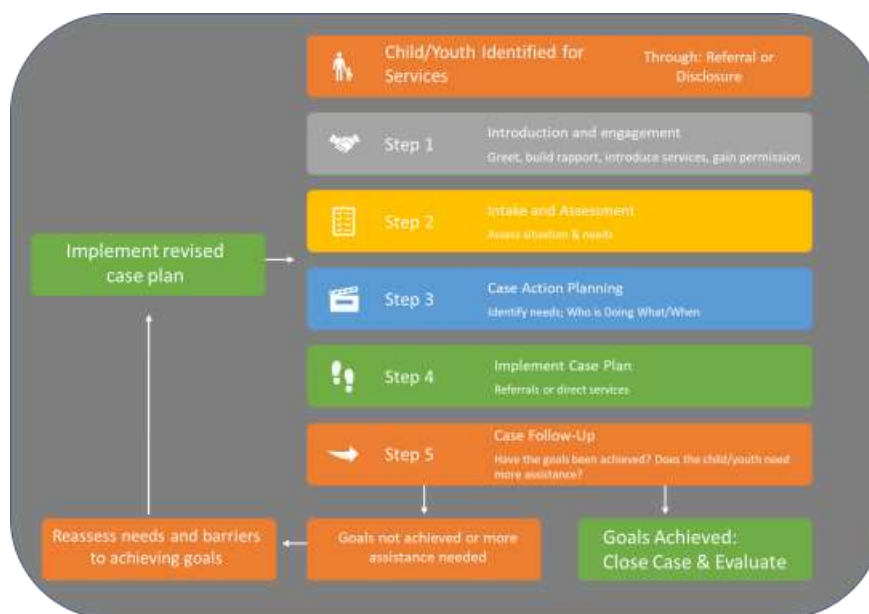 Child/Youth Identified for
Services
Through: Referral or
Disclosure
Step 1
Introduction and engagement
Greet, build rapport, introduce services, gain permission
Step 2
Intake and Assessment
Assess situation & needs
Implement revised
case plan
Step 3
Case Action Planning
Identify needs; Who is Doing What/When
Step 4
Implement Case Plan
Referrals or direct services
Step 5
Case Follow-Up
Have the goals been achieved? Does the child/youth need
more assistance?
Reassess needs and barriers
to achieving goals
Goals not achieved or more
assistance needed
Goals Achieved:
Close Case & Evaluate